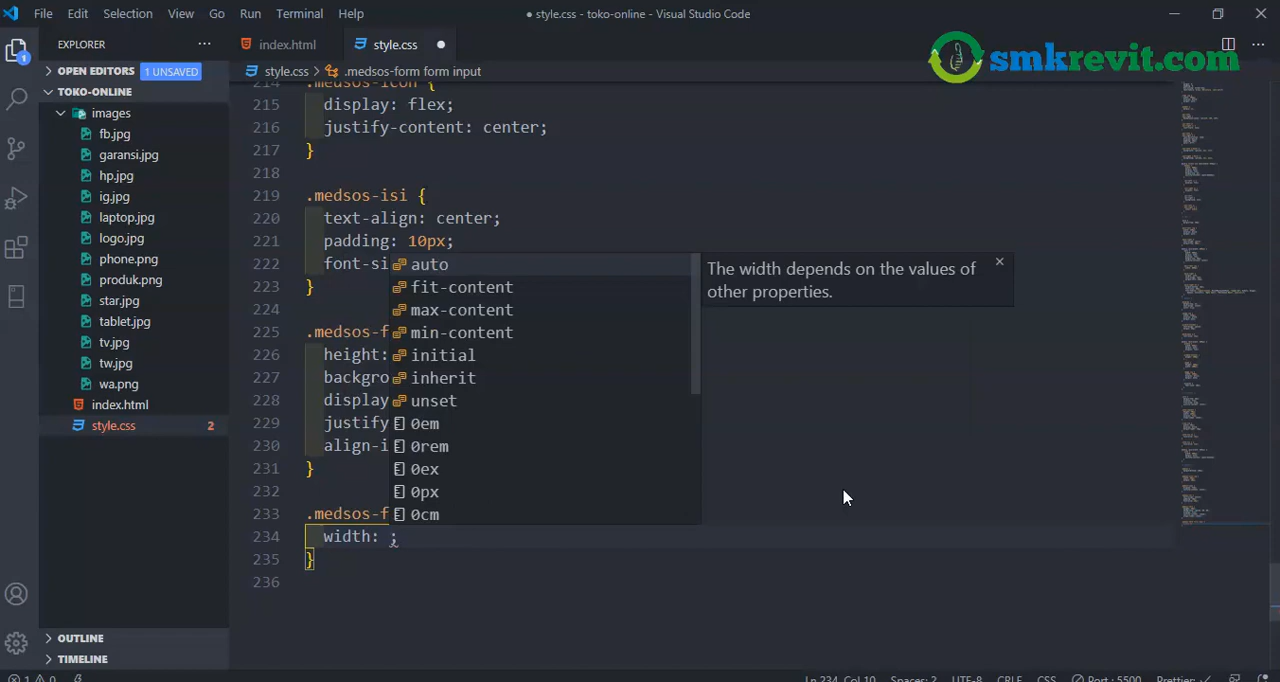 File Edit Selection View Go Run Terminal Help
● style.css - toko-online - Visual Studio Code
EXPLORER
index.html
style.css
smkrevit.com
OPEN EDITORS 1 UNSAVED
style.css > .medsos-form form input
TOKO-ONLINE
images
fb.jpg
garansi.jpg
hp.jpg
ig.jpg
laptop.jpg
logo.jpg
phone.png
produk.png
star.jpg
tablet.jpg
tv.jpg
tw.jpg
wa.png
index.html
style.css 2
OUTLINE
TIMELINE
214 .medsos-icon {
215 display: flex;
216 justify-content: center;
217 }
218
219 .medsos-isi {
220 text-align: center;
221 padding: 10px;
222 font-si
223 }
224
225 .medsos-f
226 height:
227 backgro
228 display
229 justify
230 align-i
231 }
232
233 .medsos-f
234 width: ;
235 }
236
auto
fit-content
max-content
min-content
initial
inherit
unset
0em
0rem
0ex
0px
0cm
The width depends on the values of
other properties.
1 0
Ln 234, Col 10 Spaces: 2 UTF-8 CRLF CSS Port : 5500 Prettier